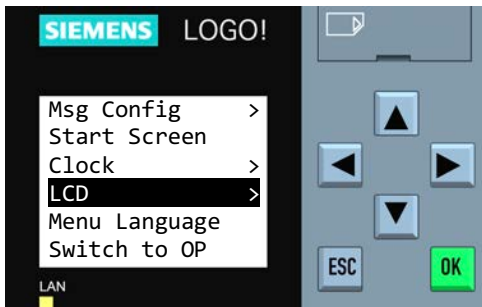 SIEMENS LOGO!
Msg Config >
Start Screen
Clock >
LCD >
Menu Language
Switch to OP
ESC OK
LAN